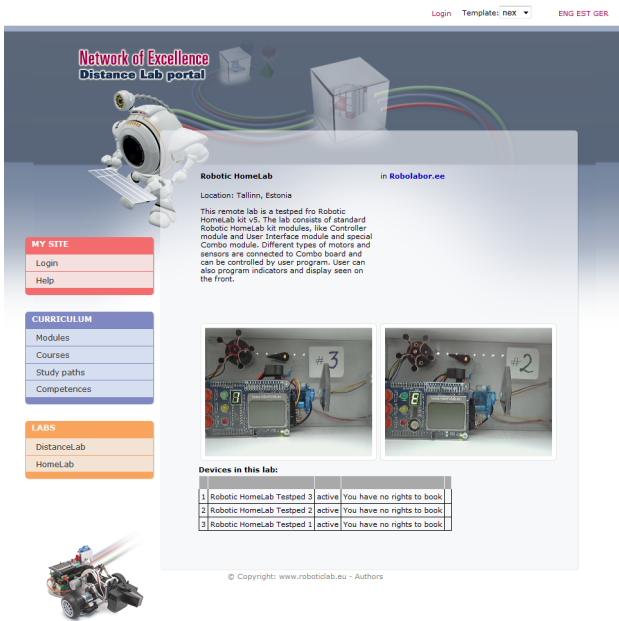 Login Template: nex ENG EST GER
Network of Excellence
Distance Lab portal
Robotic HomeLab
in Robolabor.ee
Location: Tallinn, Estonia
This remote lab is a testped fro Robotic
HomeLab kit v5. The lab consists of standard
Robotic HomeLab kit modules, like Controller
module and User Interface module and special
Combo module. Different types of motors and
sensors are connected to Combo board and
can be controlled by user program. User can
also program indicators and display seen on
the front.
MY SITE
Login
Help
CURRICULUM
Modules
Courses
Study paths
Competences
LABS
DistanceLab
HomeLab
#3
#2
Devices in this lab:
1 Robotic HomeLab Testped 3 active You have no rights to book
2 Robotic HomeLab Testped 2 active You have no rights to book
3 Robotic HomeLab Testped 1 active You have no rights to book
© Copyright: www.roboticlab.eu - Authors